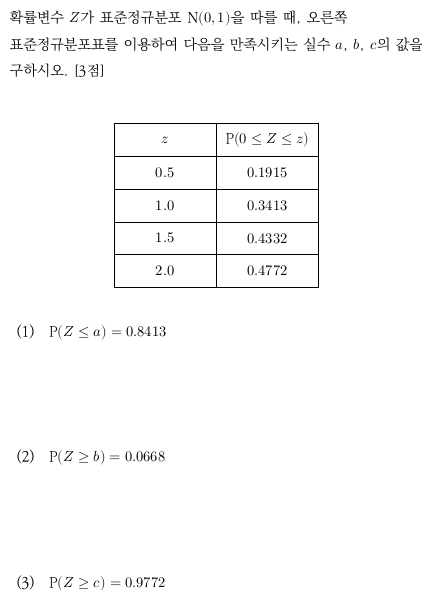 확률변수 Z가 표준정규분포 N(0, 1)을 따를 때, 오른쪽
표준정규분포표를 이용하여 다음을 만족시키는 실수 a, b, c의 값을
구하시오. [3점]
z P(0 ≤ Z ≤ z)
0.5 0.1915
1.0 0.3413
1.5 0.4332
2.0 0.4772
(1) P(Z ≤ a) = 0.8413
(2) P(Z ≥ b) = 0.0668
(3) P(Z ≥ c) = 0.9772